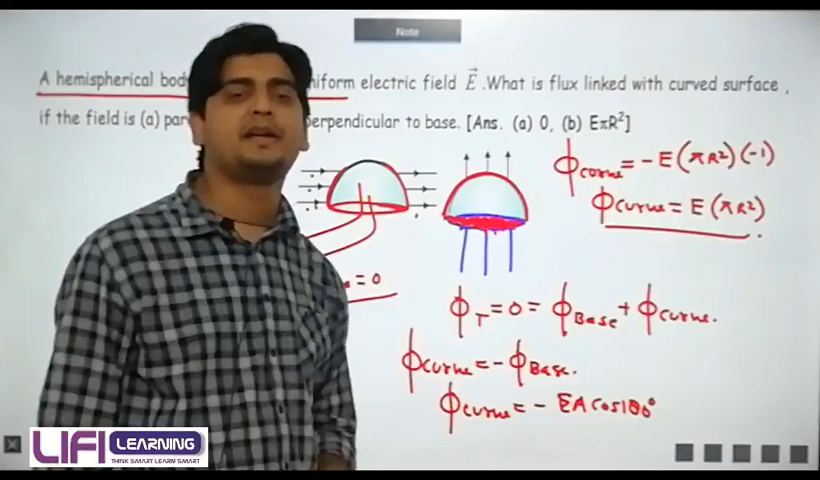 Note
A hemispherical bod niform electric field E⃗ .What is flux linked with curved surface ,
if the field is (a) par erpendicular to base. [Ans. (a) 0, (b) EπR²]
ϕcurve = - E (πR²) (-1)
ϕcurve = E (πR²)
= 0
ϕT = 0 = ϕBase + ϕcurve.
ϕcurve = - ϕBase.
ϕcurve = - EA cos180°
LIFI LEARNING
THINK SMART LEARN SMART